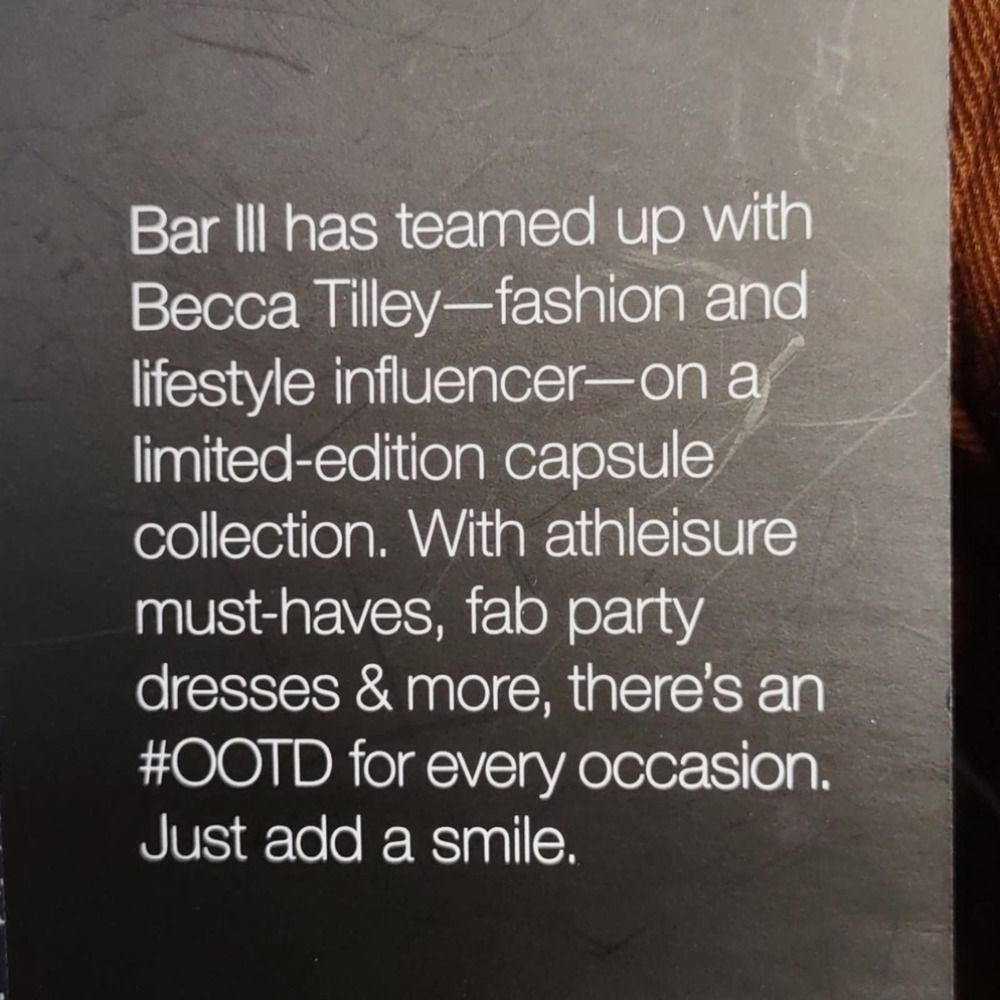 Bar III has teamed up with
Becca Tilley—fashion and
lifestyle influencer—on a
limited-edition capsule
collection. With athleisure
must-haves, fab party
dresses & more, there's an
#OOTD for every occasion.
Just add a smile.